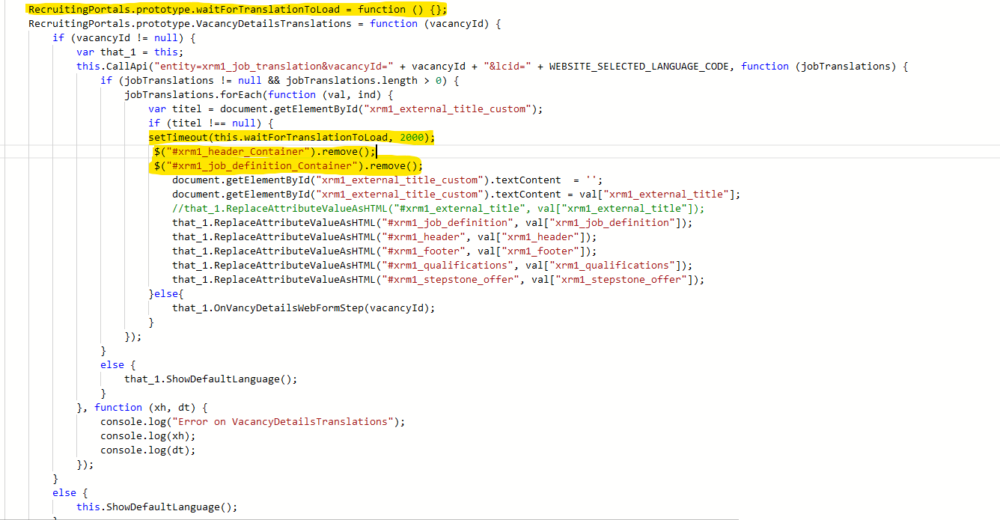 RecruitingPortals.prototype.waitForTranslationToLoad = function () {};
RecruitingPortals.prototype.VacancyDetailsTranslations = function (vacancyId) {
if (vacancyId != null) {
var that_1 = this;
this.CallApi("entity=xrm1_job_translation&vacancyId=" + vacancyId + "&lcid=" + WEBSITE_SELECTED_LANGUAGE_CODE, function (jobTranslations) {
if (jobTranslations != null && jobTranslations.length > 0) {
jobTranslations.forEach(function (val, ind) {
var titel = document.getElementById("xrm1_external_title_custom");
if (titel !== null) {
setTimeout(this.waitForTranslationToLoad, 2000);
$("#xrm1_header_Container").remove();
$("#xrm1_job_definition_Container").remove();
document.getElementById("xrm1_external_title_custom").textContent  = '';
document.getElementById("xrm1_external_title_custom").textContent = val["xrm1_external_title"];
//that_1.ReplaceAttributeValueAsHTML("#xrm1_external_title", val["xrm1_external_title"]);
that_1.ReplaceAttributeValueAsHTML("#xrm1_job_definition", val["xrm1_job_definition"]);
that_1.ReplaceAttributeValueAsHTML("#xrm1_header", val["xrm1_header"]);
that_1.ReplaceAttributeValueAsHTML("#xrm1_footer", val["xrm1_footer"]);
that_1.ReplaceAttributeValueAsHTML("#xrm1_qualifications", val["xrm1_qualifications"]);
that_1.ReplaceAttributeValueAsHTML("#xrm1_stepstone_offer", val["xrm1_stepstone_offer"]);
}else{
that_1.OnVancyDetailsWebFormStep(vacancyId);
}
});
}
else {
that_1.ShowDefaultLanguage();
}
}, function (xh, dt) {
console.log("Error on VacancyDetailsTranslations");
console.log(xh);
console.log(dt);
});
}
else {
this.ShowDefaultLanguage();